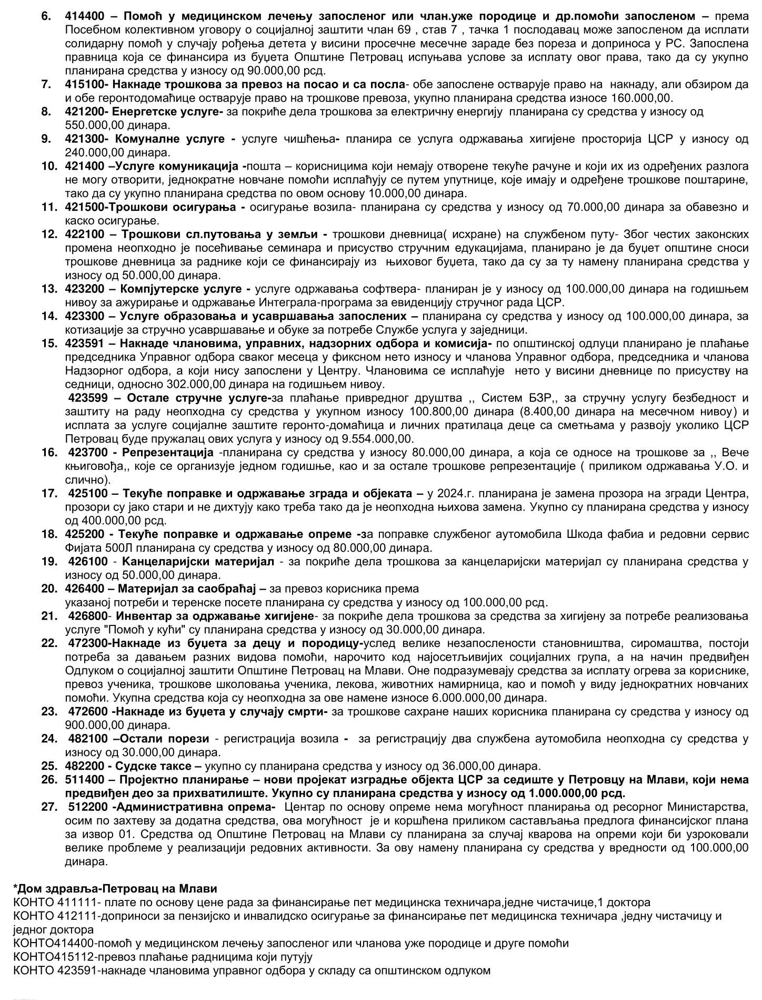 6. 414400 – Помоћ у медицинском лечењу запосленог или члан.уже породице и др.помоћи запосленом – према
Посебном колективном уговору о социјалној заштити члан 69 , став 7 , тачка 1 послодавац може запосленом да исплати
солидарну помоћ у случају рођења детета у висини просечне месечне зараде без пореза и доприноса у РС. Запослена
правница која се финансира из буџета Општине Петровац испуњава услове за исплату овог права, тако да су укупно
планирана средства у износу од 90.000,00 рсд.
7. 415100- Накнаде трошкова за превоз на посао и са посла- обе запослене остварује право на накнаду, али обзиром да
и обе геронтодомаћице остварује право на трошкове превоза, укупно планирана средства износе 160.000,00.
8. 421200- Енергетске услуге- за покриће дела трошкова за електричну енергију планирана су средства у износу од
550.000,00 динара.
9. 421300- Комуналне услуге - услуге чишћења- планира се услуга одржавања хигијене просторија ЦСР у износу од
240.000,00 динара.
10. 421400 –Услуге комуникација -пошта – корисницима који немају отворене текуће рачуне и који их из одређених разлога
не могу отворити, једнократне новчане помоћи исплаћују се путем упутнице, које имају и одређене трошкове поштарине,
тако да су укупно планирана средства по овом основу 10.000,00 динара.
11. 421500-Трошкови осигурања - осигурање возила- планирана су средства у износу од 70.000,00 динара за обавезно и
каско осигурање.
12. 422100 – Трошкови сл.путовања у земљи - трошкови дневница( исхране) на службеном путу- Због честих законских
промена неопходно је посећивање семинара и присуство стручним едукацијама, планирано је да буџет општине сноси
трошкове дневница за раднике који се финансирају из њиховог буџета, тако да су за ту намену планирана средства у
износу од 50.000,00 динара.
13. 423200 – Компјутерске услуге - услуге одржавања софтвера- планиран је у износу од 100.000,00 динара на годишњем
нивоу за ажурирање и одржавање Интеграла-програма за евиденцију стручног рада ЦСР.
14. 423300 – Услуге образовања и усавршавања запослених – планирана су средства у износу од 100.000,00 динара, за
котизације за стручно усавршавање и обуке за потребе Службе услуга у заједници.
15. 423591 – Накнаде члановима, управних, надзорних одбора и комисија- по општинској одлуци планирано је плаћање
председника Управног одбора сваког месеца у фиксном нето износу и чланова Управног одбора, председника и чланова
Надзорног одбора, а који нису запослени у Центру. Члановима се исплаћује нето у висини дневнице по присуству на
седници, односно 302.000,00 динара на годишњем нивоу.
423599 – Остале стручне услуге-за плаћање привредног друштва ,, Систем БЗР,, за стручну услугу безбедност и
заштиту на раду неопходна су средства у укупном износу 100.800,00 динара (8.400,00 динара на месечном нивоу) и
исплата за услуге социјалне заштите геронто-домаћица и личних пратилаца деце са сметњама у развоју уколико ЦСР
Петровац буде пружалац ових услуга у износу од 9.554.000,00.
16. 423700 - Репрезентација -планирана су средства у износу 80.000,00 динара, а која се односе на трошкове за ,, Вече
књиговођа,, које се организује једном годишње, као и за остале трошкове репрезентације ( приликом одржавања У.О. и
слично).
17. 425100 – Текуће поправке и одржавање зграда и објеката – у 2024.г. планирана је замена прозора на згради Центра,
прозори су јако стари и не дихтују како треба тако да је неопходна њихова замена. Укупно су планирана средства у износу
од 400.000,00 рсд.
18. 425200 - Текуће поправке и одржавање опреме -за поправке службеног аутомобила Шкода фабиа и редовни сервис
Фијата 500Л планирана су средства у износу од 80.000,00 динара.
19. 426100 - Канцеларијски материјал - за покриће дела трошкова за канцеларијски материјал су планирана средства у
износу од 50.000,00 динара.
20. 426400 – Материјал за саобраћај – за превоз корисника према
указаној потреби и теренске посете планирана су средства у износу од 100.000,00 рсд.
21. 426800- Инвентар за одржавање хигијене- за покриће дела трошкова за средства за хигијену за потребе реализовања
услуге "Помоћ у кући" су планирана средства у износу од 30.000,00 динара.
22. 472300-Накнаде из буџета за децу и породицу-услед велике незапослености становништва, сиромаштва, постоји
потреба за давањем разних видова помоћи, нарочито код најосетљивијих социјалних група, а на начин предвиђен
Одлуком о социјалној заштити Општине Петровац на Млави. Оне подразумевају средства за исплату огрева за кориснике,
превоз ученика, трошкове школовања ученика, лекова, животних намирница, као и помоћ у виду једнократних новчаних
помоћи. Укупна средства која су неопходна за ове намене износе 6.000.000,00 динара.
23. 472600 -Накнаде из буџета у случају смрти- за трошкове сахране наших корисника планирана су средства у износу од
900.000,00 динара.
24. 482100 –Остали порези - регистрација возила - за регистрацију два службена аутомобила неопходна су средства у
износу од 30.000,00 динара.
25. 482200 - Судске таксе – укупно су планирана средства у износу од 36.000,00 динара.
26. 511400 – Пројектно планирање – нови пројекат изградње објекта ЦСР за седиште у Петровцу на Млави, који нема
предвиђен део за прихватилиште. Укупно су планирана средства у износу од 1.000.000,00 рсд.
27. 512200 -Административна опрема- Центар по основу опреме нема могућност планирања од ресорног Министарства,
осим по захтеву за додатна средства, ова могућност је и коршћена приликом састављања предлога финансијског плана
за извор 01. Средства од Општине Петровац на Млави су планирана за случај кварова на опреми који би узроковали
велике проблеме у реализацији редовних активности. За ову намену планирана су средства у вредности од 100.000,00
динара.
*Дом здравља-Петровац на Млави
КОНТО 411111- плате по основу цене рада за финансирање пет медицинска техничара,једне чистачице,1 доктора
КОНТО 412111-доприноси за пензијско и инвалидско осигурање за финансирање пет медицинска техничара ,једну чистачицу и
једног доктора
КОНТО414400-помоћ у медицинском лечењу запосленог или чланова уже породице и друге помоћи
КОНТО415112-превоз плаћање радницима који путују
КОНТО 423591-накнаде члановима управног одбора у складу са општинском одлуком